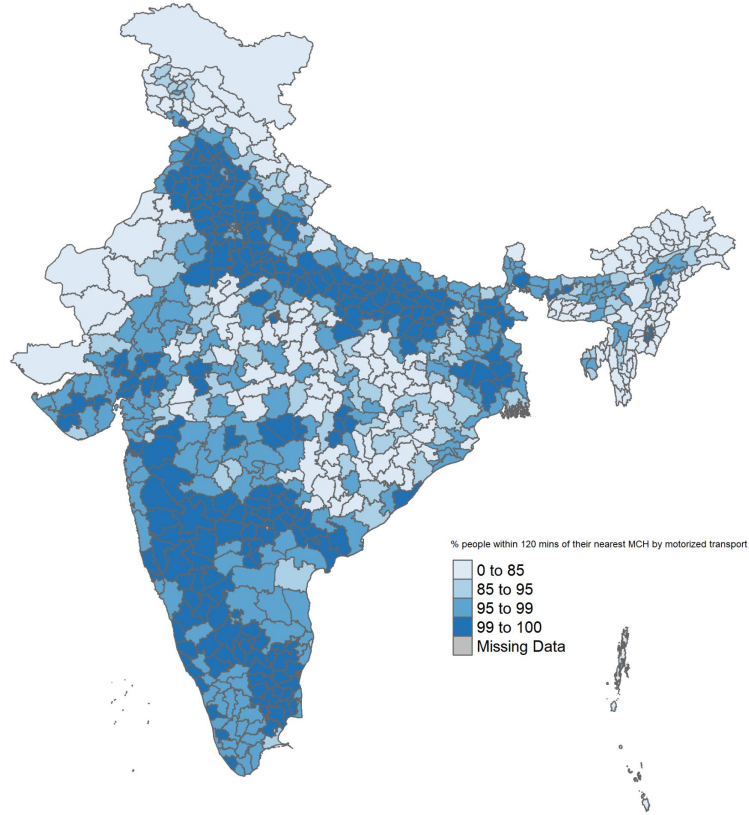 % people within 120 mins of their nearest MCH by motorized transport
0 to 85
85 to 95
95 to 99
99 to 100
Missing Data